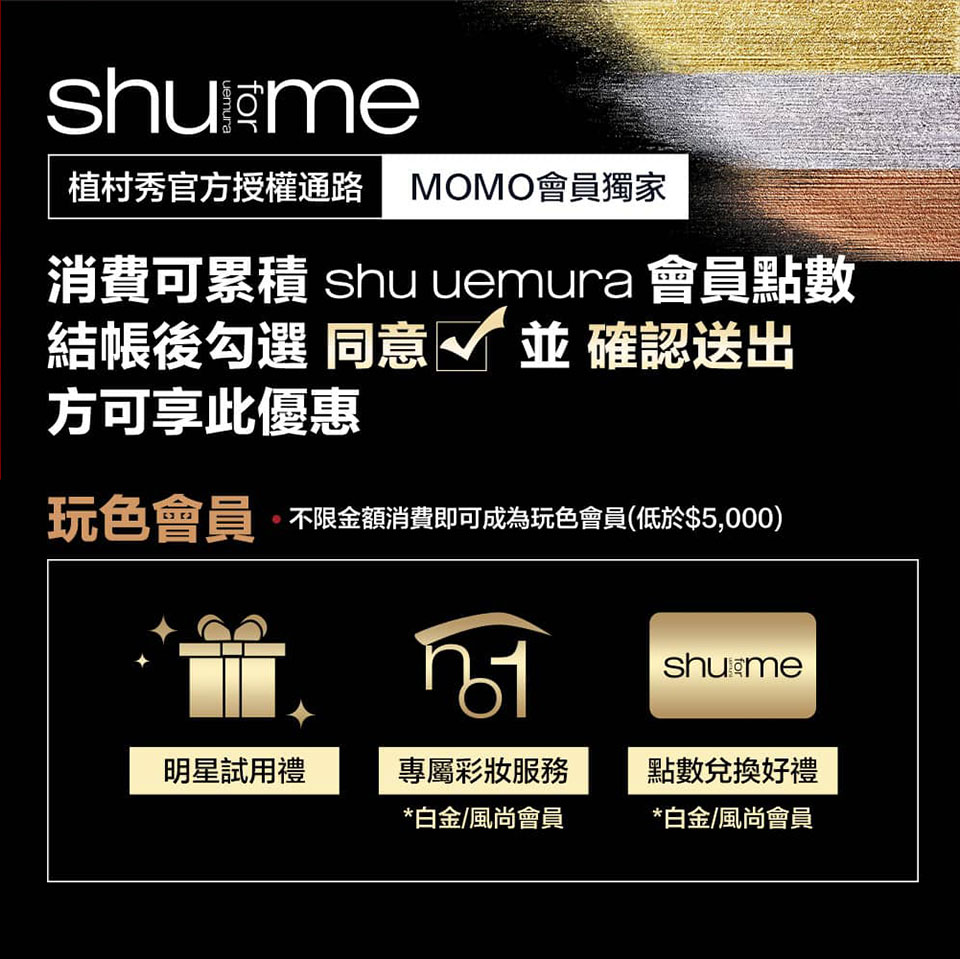 shu uemura for me
植村秀官方授權通路 MOMO會員獨家
消費可累積 shu uemura 會員點數
結帳後勾選 同意 並 確認送出
方可享此優惠
玩色會員 • 不限金額消費即可成為玩色會員(低於$5,000)
no1
shu uemura for me
明星試用禮 專屬彩妝服務 點數兌換好禮
*白金/風尚會員 *白金/風尚會員